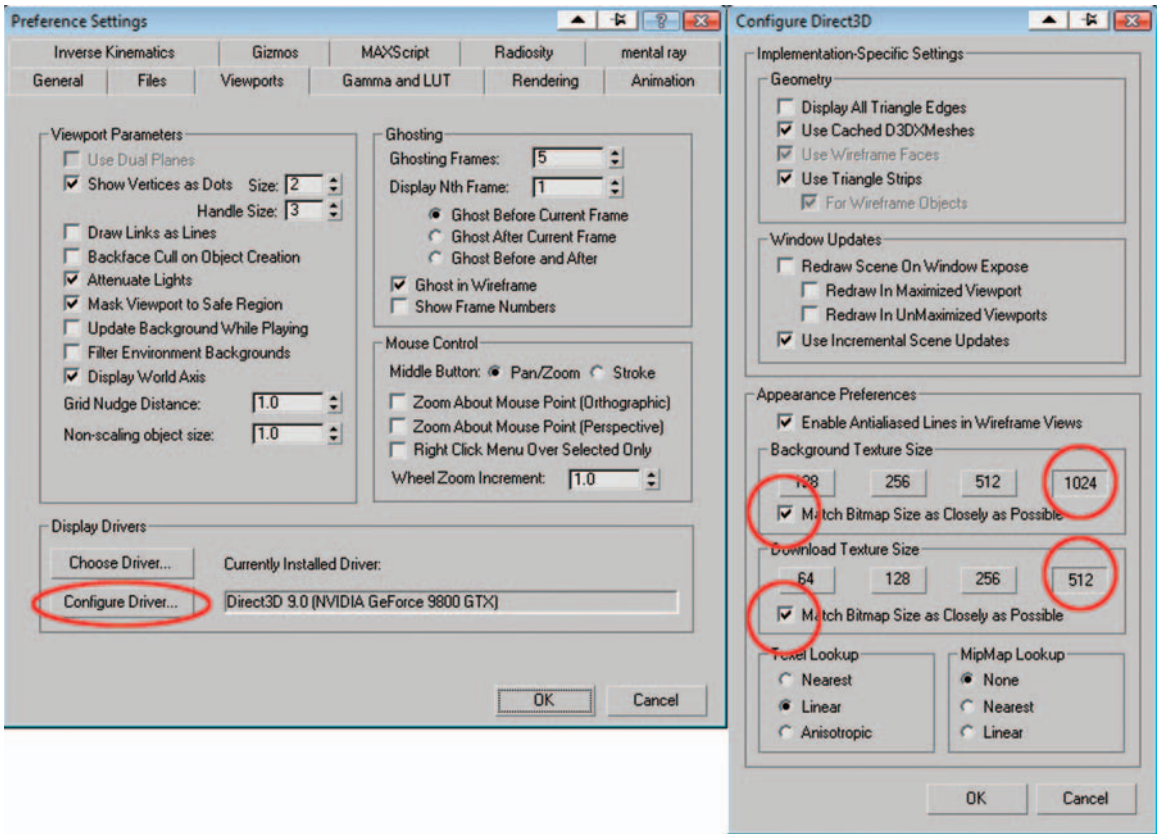 Preference Settings
Inverse Kinematics Gizmos MAXScript Radiosity mental ray
General Files Viewports Gamma and LUT Rendering Animation
Viewport Parameters
Use Dual Planes
Show Vertices as Dots Size: 2
Handle Size: 3
Draw Links as Lines
Backface Cull on Object Creation
Attenuate Lights
Mask Viewport to Safe Region
Update Background While Playing
Filter Environment Backgrounds
Display World Axis
Grid Nudge Distance: 1.0
Non-scaling object size: 1.0
Ghosting
Ghosting Frames: 5
Display Nth Frame: 1
Ghost Before Current Frame
Ghost After Current Frame
Ghost Before and After
Ghost in Wireframe
Show Frame Numbers
Mouse Control
Middle Button: Pan/Zoom Stroke
Zoom About Mouse Point (Orthographic)
Zoom About Mouse Point (Perspective)
Right Click Menu Over Selected Only
Wheel Zoom Increment: 1.0
Display Drivers
Choose Driver... Currently Installed Driver:
Configure Driver... Direct3D 9.0 (NVIDIA GeForce 9800 GTX)
OK Cancel
Configure Direct3D
Implementation-Specific Settings
Geometry
Display All Triangle Edges
Use Cached D3DXMeshes
Use Wireframe Faces
Use Triangle Strips
For Wireframe Objects
Window Updates
Redraw Scene On Window Expose
Redraw In Maximized Viewport
Redraw In UnMaximized Viewports
Use Incremental Scene Updates
Appearance Preferences
Enable Antialiased Lines in Wireframe Views
Background Texture Size
128 256 512 1024
Match Bitmap Size as Closely as Possible
Download Texture Size
64 128 256 512
Match Bitmap Size as Closely as Possible
Texel Lookup
Nearest
Linear
Anisotropic
MipMap Lookup
None
Nearest
Linear
OK Cancel